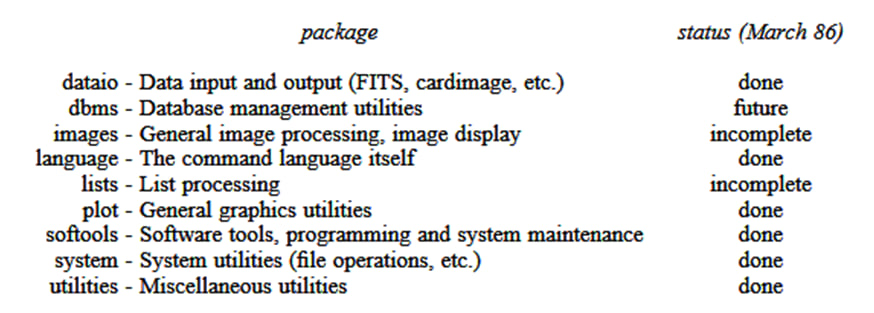 package status (March 86)
dataio - Data input and output (FITS, cardimage, etc.) done
dbms - Database management utilities future
images - General image processing, image display incomplete
language - The command language itself done
lists - List processing incomplete
plot - General graphics utilities done
softools - Software tools, programming and system maintenance done
system - System utilities (file operations, etc.) done
utilities - Miscellaneous utilities done